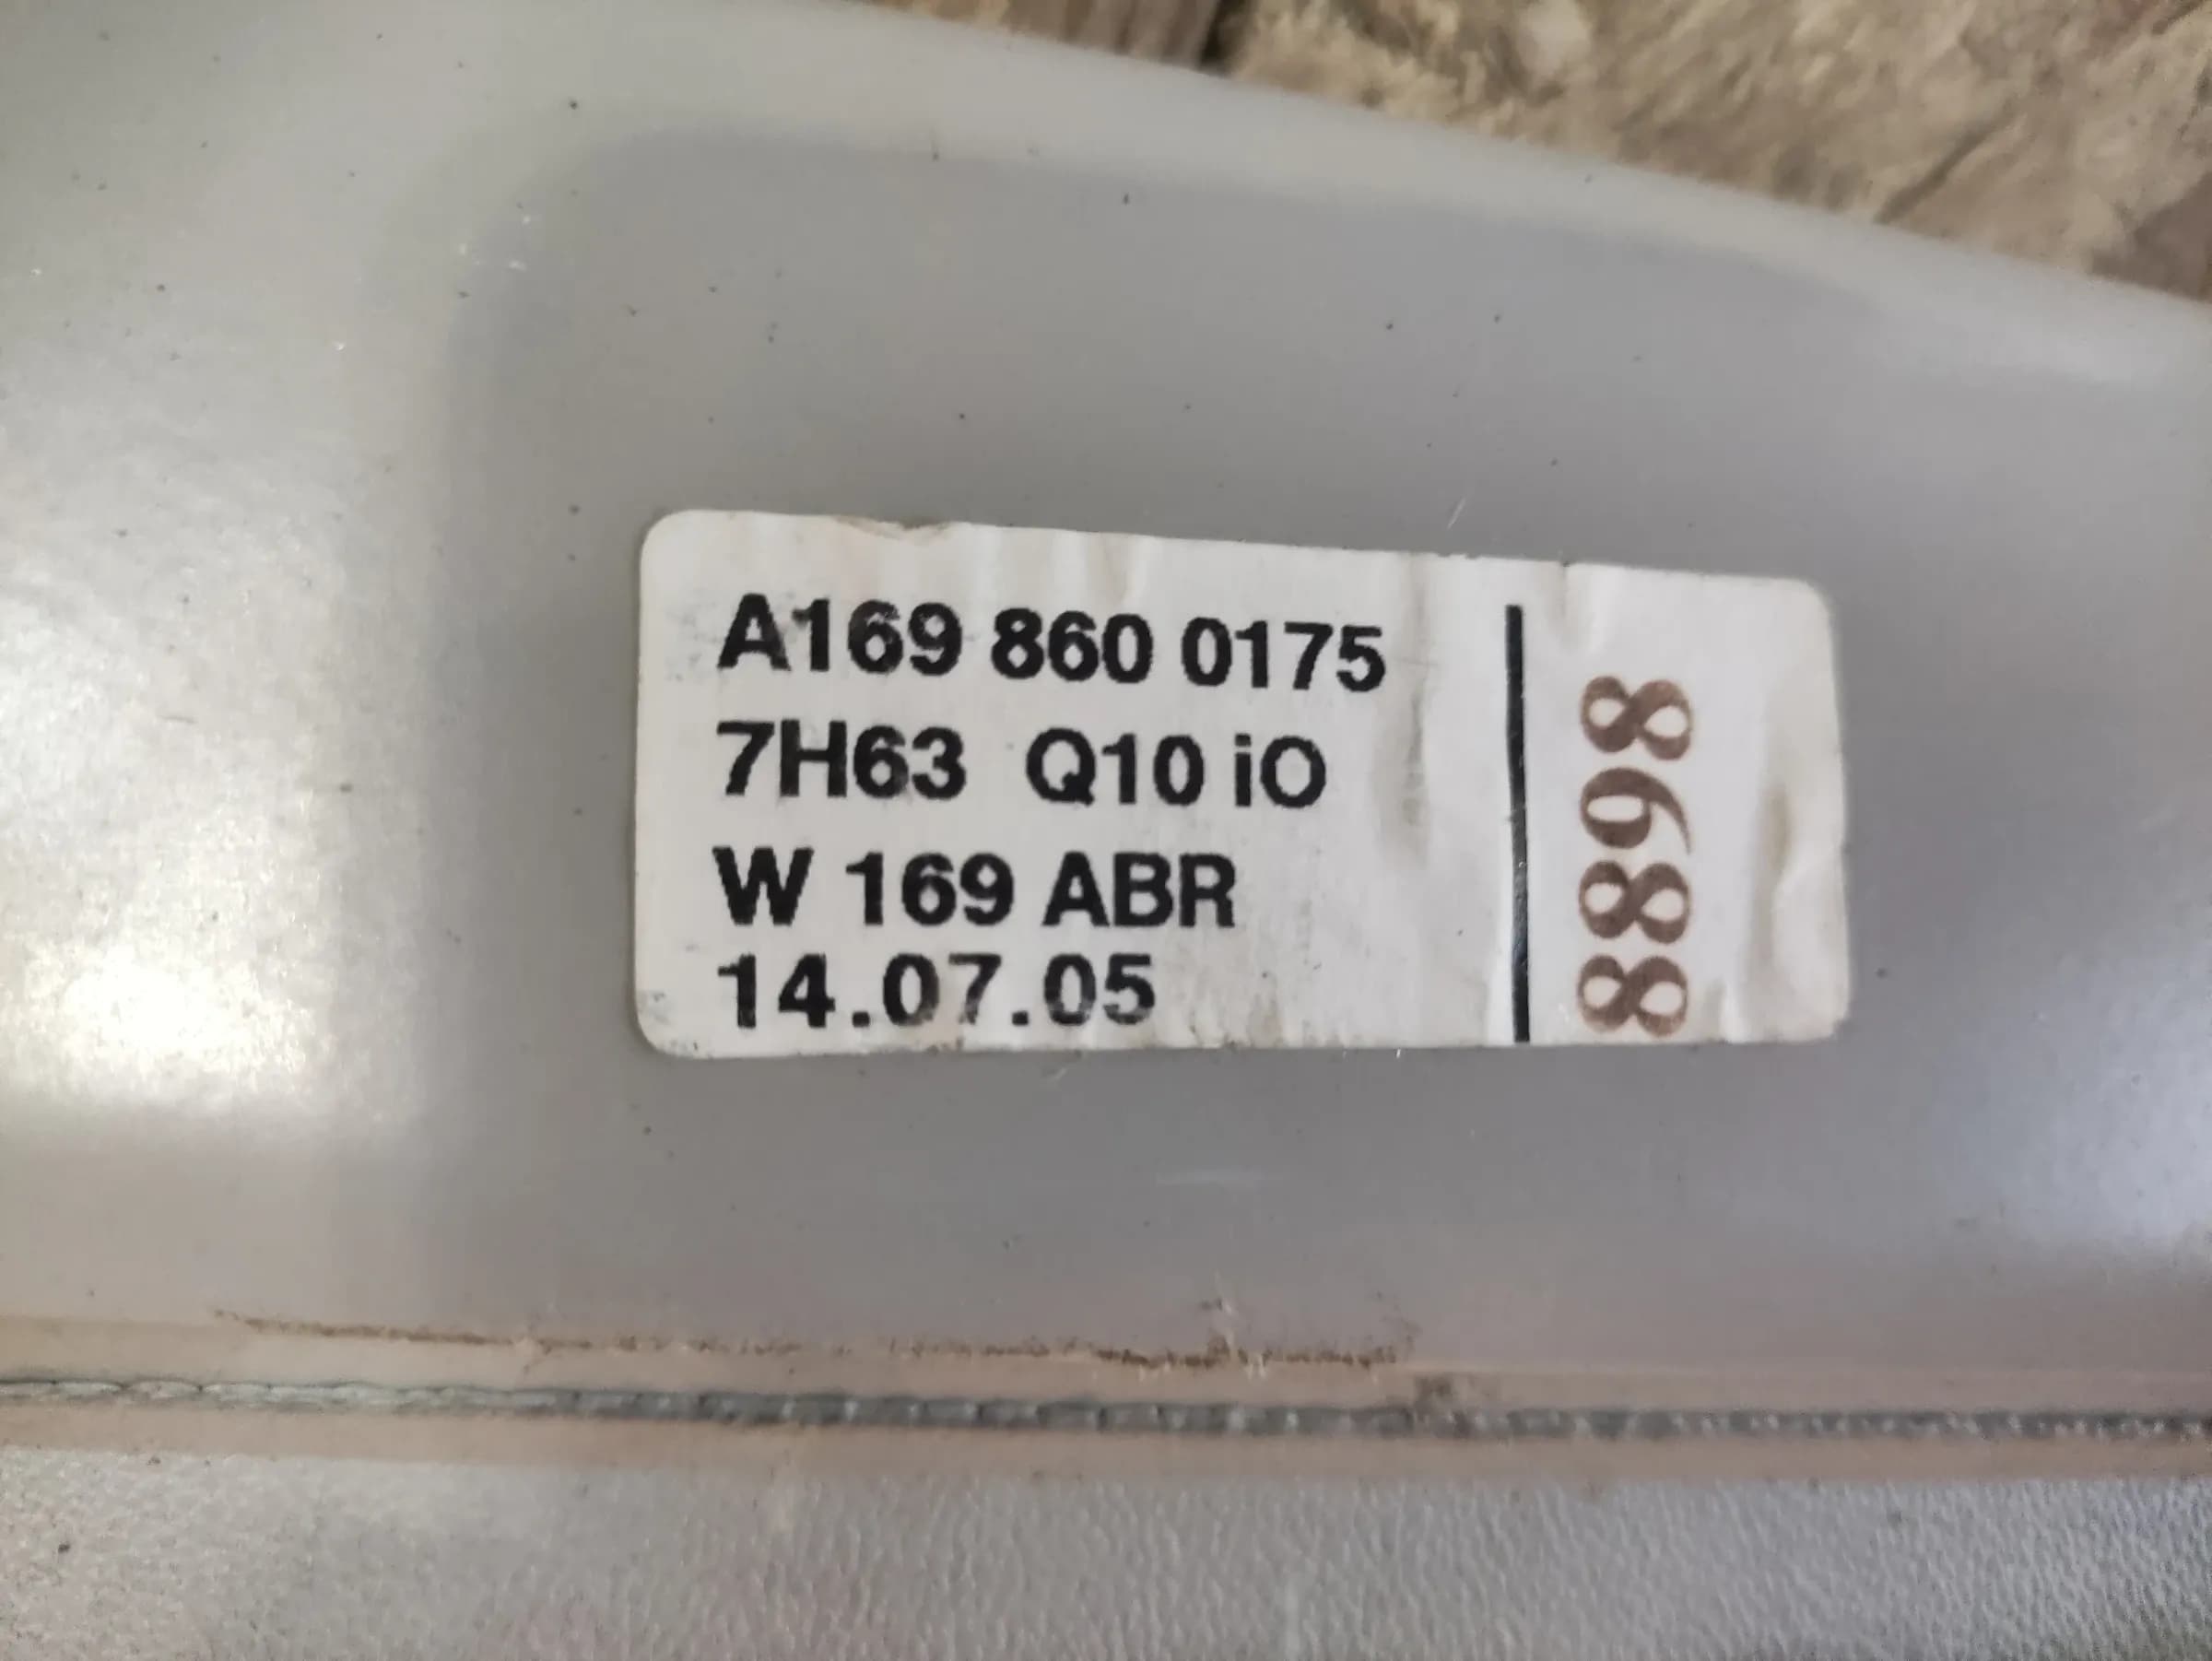 A169 860 0175
7H63 Q10 iO
W 169 ABR
14.07.05
8898